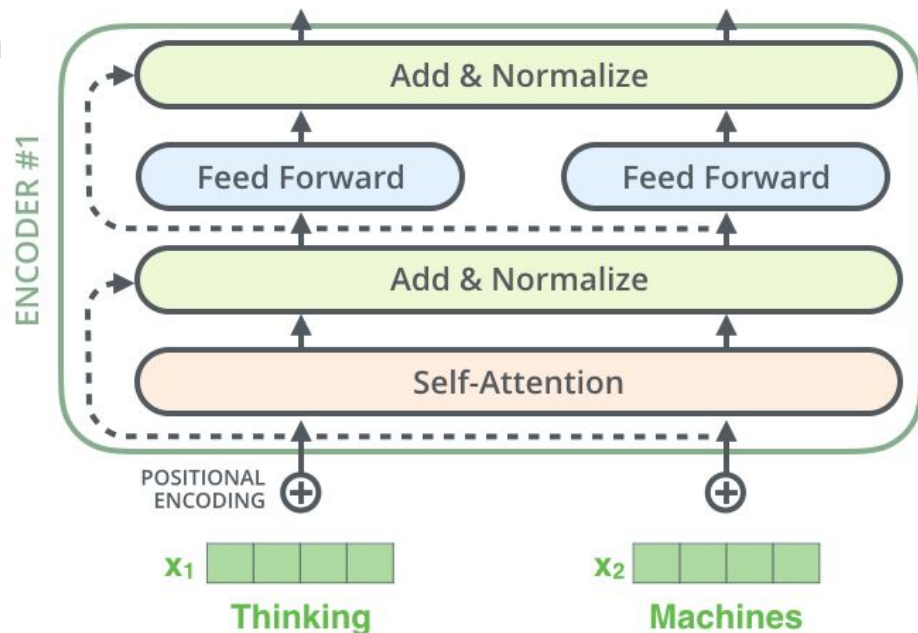 ENCODER #1
Add & Normalize
Feed Forward
Feed Forward
Add & Normalize
Self-Attention
POSITIONAL
ENCODING
x₁
x₂
Thinking
Machines